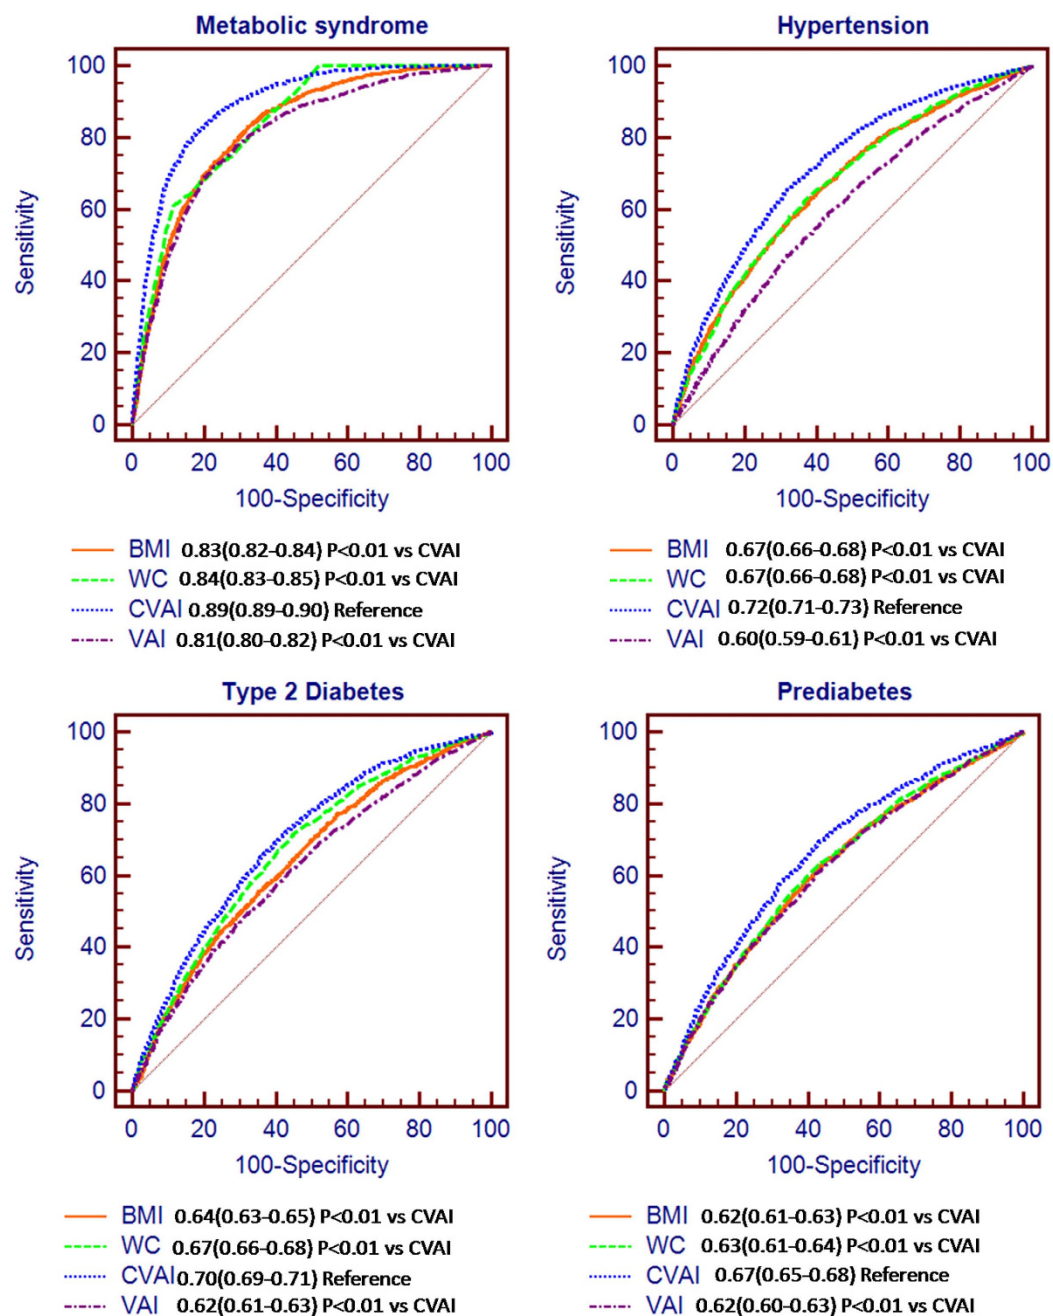 Metabolic syndrome
100
80
60
40
20
0
Sensitivity
0 20 40 60 80 100
100-Specificity
BMI 0.83(0.82-0.84) P<0.01 vs CVAI
WC 0.84(0.83-0.85) P<0.01 vs CVAI
CVAI 0.89(0.89-0.90) Reference
VAI 0.81(0.80-0.82) P<0.01 vs CVAI
Hypertension
100
80
60
40
20
0
Sensitivity
0 20 40 60 80 100
100-Specificity
BMI 0.67(0.66-0.68) P<0.01 vs CVAI
WC 0.67(0.66-0.68) P<0.01 vs CVAI
CVAI 0.72(0.71-0.73) Reference
VAI 0.60(0.59-0.61) P<0.01 vs CVAI
Type 2 Diabetes
100
80
60
40
20
0
Sensitivity
0 20 40 60 80 100
100-Specificity
BMI 0.64(0.63-0.65) P<0.01 vs CVAI
WC 0.67(0.66-0.68) P<0.01 vs CVAI
CVAI 0.70(0.69-0.71) Reference
VAI 0.62(0.61-0.63) P<0.01 vs CVAI
Prediabetes
100
80
60
40
20
0
Sensitivity
0 20 40 60 80 100
100-Specificity
BMI 0.62(0.61-0.63) P<0.01 vs CVAI
WC 0.63(0.61-0.64) P<0.01 vs CVAI
CVAI 0.67(0.65-0.68) Reference
VAI 0.62(0.60-0.63) P<0.01 vs CVAI